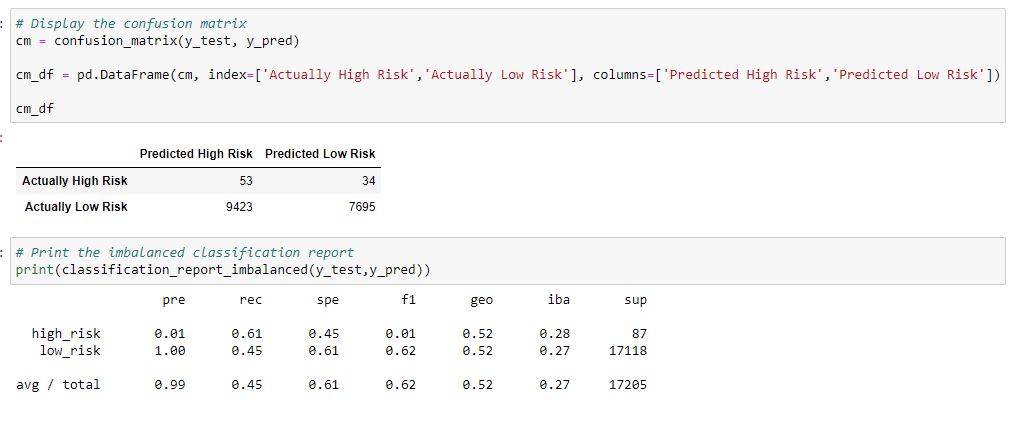 # Display the confusion matrix
cm = confusion_matrix(y_test, y_pred)
cm_df = pd.DataFrame(cm, index=['Actually High Risk','Actually Low Risk'], columns=['Predicted High Risk','Predicted Low Risk'])
cm_df
Predicted High Risk Predicted Low Risk
Actually High Risk 53 34
Actually Low Risk 9423 7695
# Print the imbalanced classification report
print(classification_report_imbalanced(y_test,y_pred))
pre rec spe f1 geo iba sup
high_risk 0.01 0.61 0.45 0.01 0.52 0.28 87
low_risk 1.00 0.45 0.61 0.62 0.52 0.27 17118
avg / total 0.99 0.45 0.61 0.62 0.52 0.27 17205